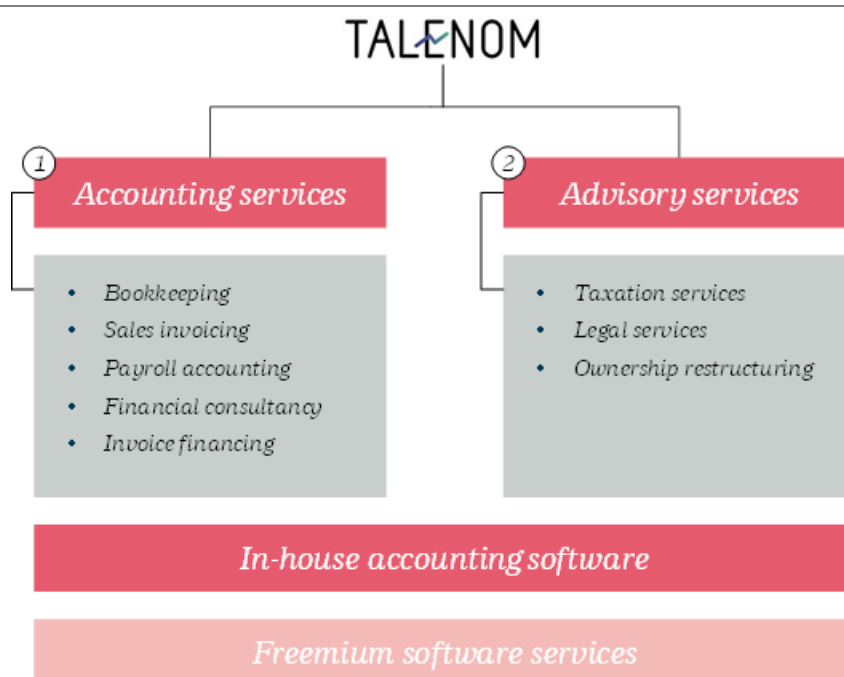 TALENOM
1
Accounting services
• Bookkeeping
• Sales invoicing
• Payroll accounting
• Financial consultancy
• Invoice financing
2
Advisory services
• Taxation services
• Legal services
• Ownership restructuring
In-house accounting software
Freemium software services